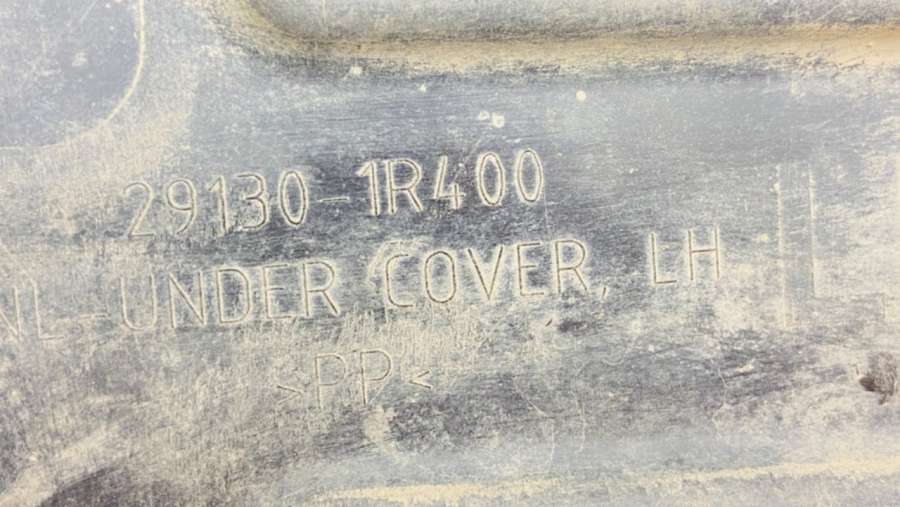 29130-1R400
NL-UNDER COVER, LH
>PP<